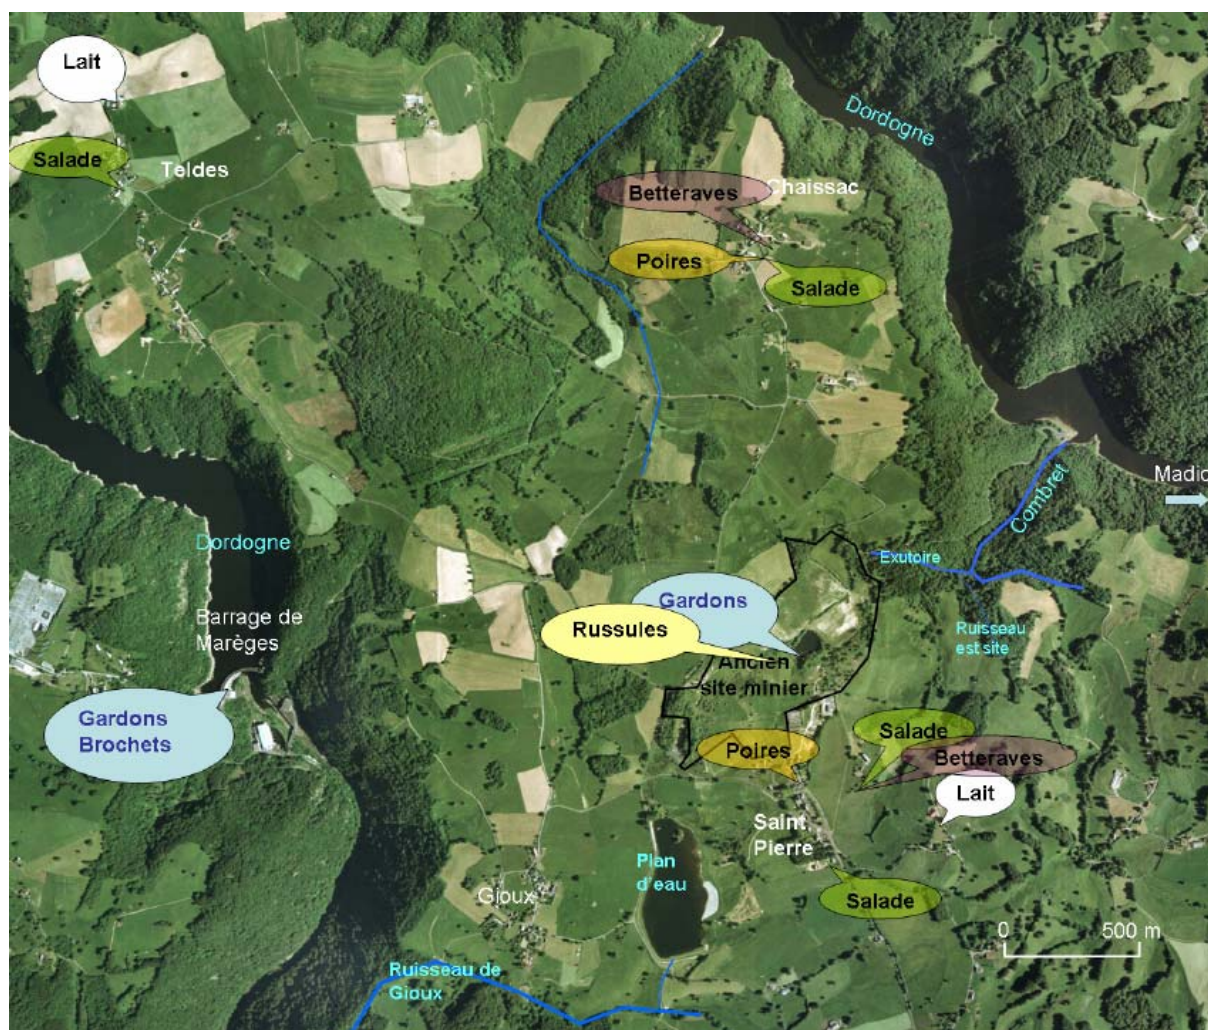 Lait
Dordogne
Salade
Teldes
Betteraves
Chaissac
Poires
Salade
Madic
Combret
Dordogne
Exutoire
Gardons
Russules
Barrage de
Marèges
Ruisseau
est site
Ancien
site minier
Gardons
Brochets
Salade
Poires
Betteraves
Lait
Saint
Pierre
Plan
d'eau
Gioux
Salade
0 500 m
Ruisseau de
Gioux